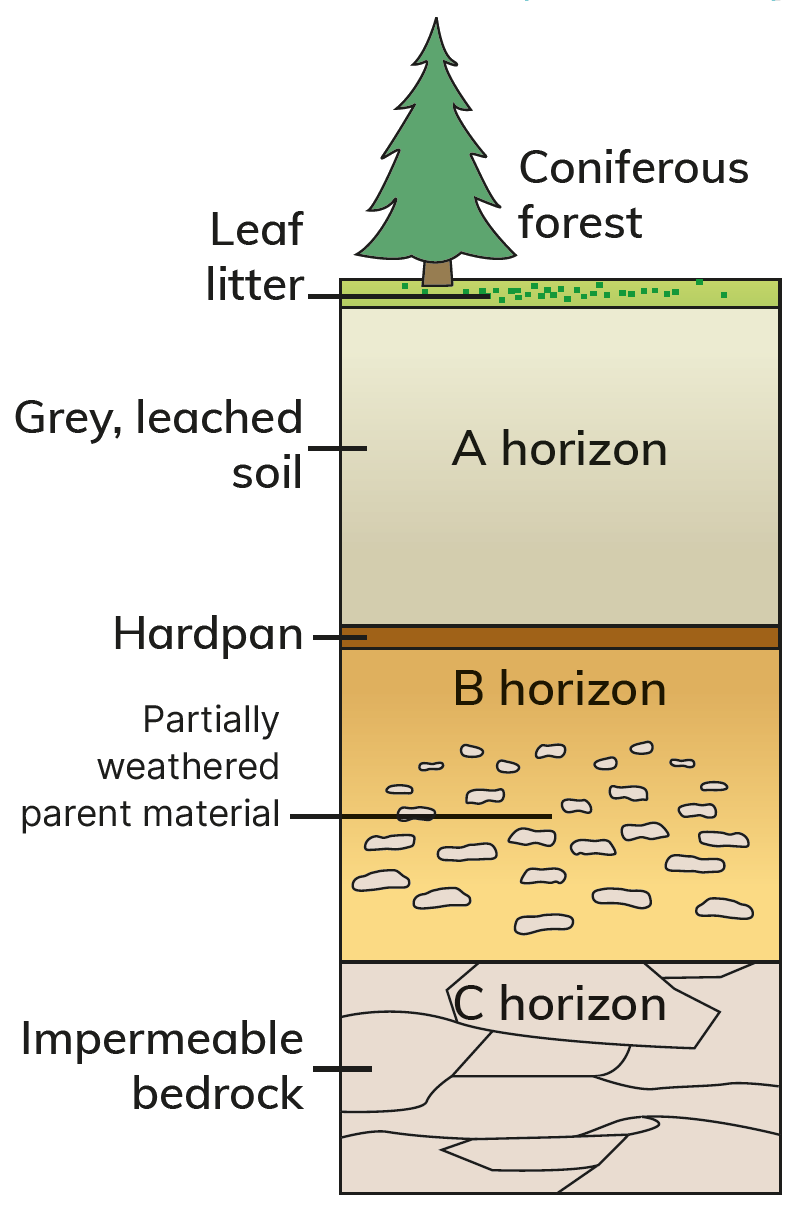 Coniferous
forest
Leaf
litter
Grey, leached
soil
A horizon
Hardpan
B horizon
Partially
weathered
parent material
C horizon
Impermeable
bedrock